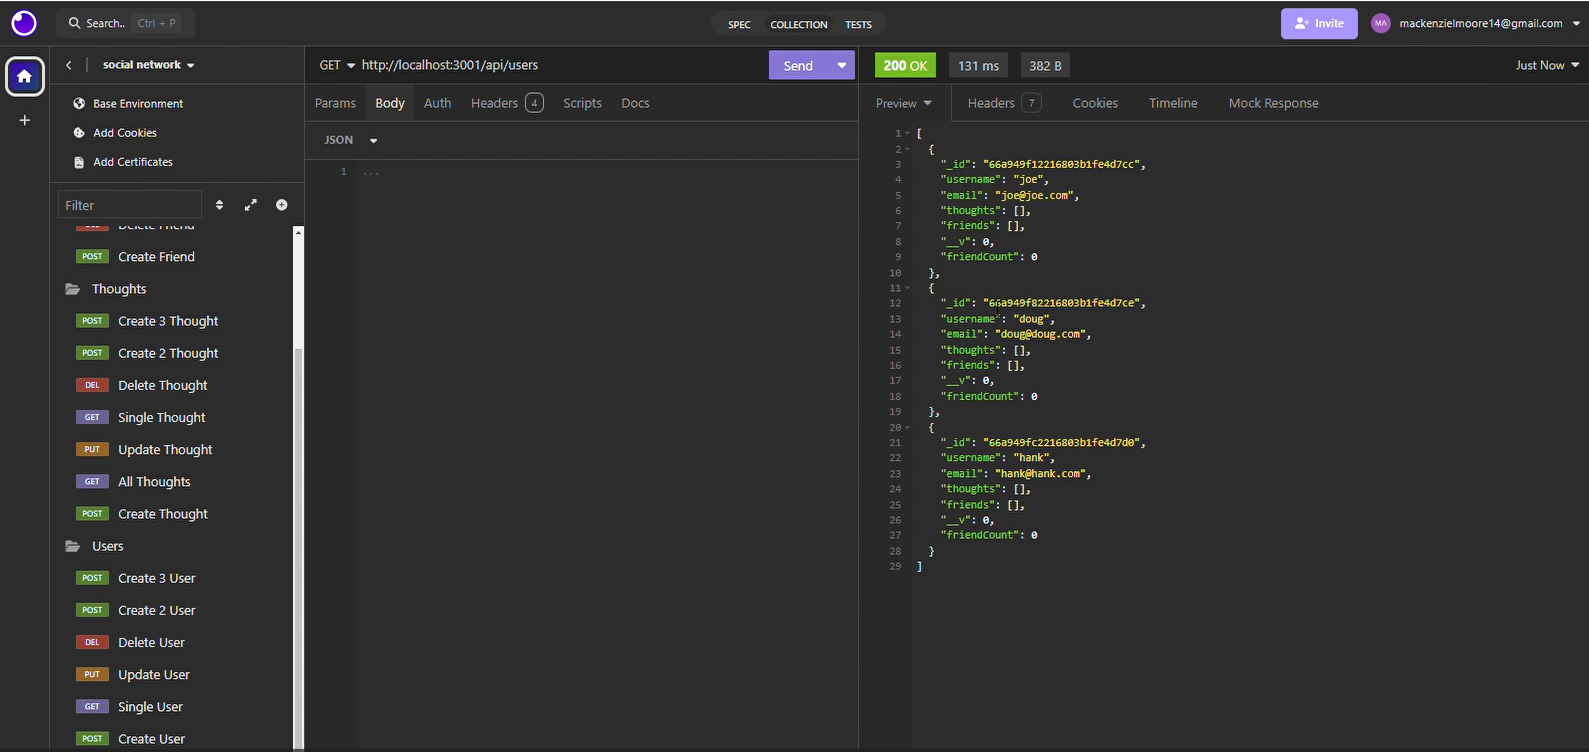 Search.. Ctrl + P
SPEC COLLECTION TESTS
Invite
MA mackenzielmoore14@gmail.com
social network
Base Environment
Add Cookies
Add Certificates
Filter
Delete Friend
POST Create Friend
Thoughts
POST Create 3 Thought
POST Create 2 Thought
DEL Delete Thought
GET Single Thought
PUT Update Thought
GET All Thoughts
POST Create Thought
Users
POST Create 3 User
POST Create 2 User
DEL Delete User
PUT Update User
GET Single User
POST Create User
GET http://localhost:3001/api/users
Send
Params Body Auth Headers 4 Scripts Docs
JSON
1 ...
200 OK 131 ms 382 B
Just Now
Preview Headers 7 Cookies Timeline Mock Response
1 [
2 {
3 "_id": "66a949f12216803b1fe4d7cc",
4 "username": "joe",
5 "email": "joe@joe.com",
6 "thoughts": [],
7 "friends": [],
8 "__v": 0,
9 "friendCount": 0
10 },
11 {
12 "_id": "66a949f82216803b1fe4d7ce",
13 "username": "doug",
14 "email": "doug@doug.com",
15 "thoughts": [],
16 "friends": [],
17 "__v": 0,
18 "friendCount": 0
19 },
20 {
21 "_id": "66a949fc2216803b1fe4d7d0",
22 "username": "hank",
23 "email": "hank@hank.com",
24 "thoughts": [],
25 "friends": [],
26 "__v": 0,
27 "friendCount": 0
28 }
29 ]